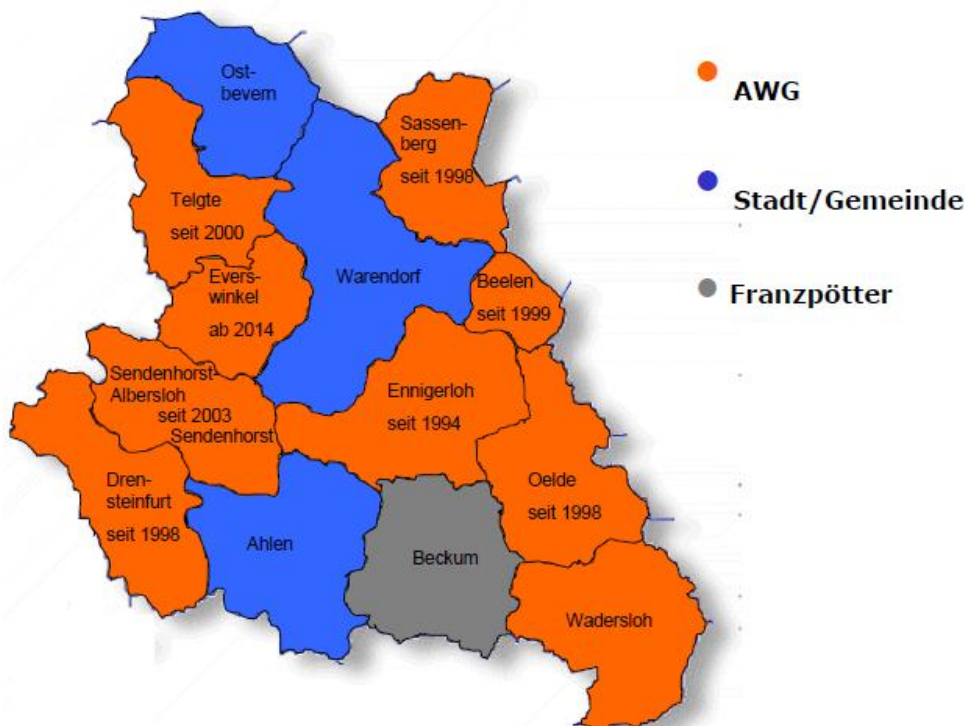 Ost-
bevern
Sassen-
berg
seit 1998
Telgte
seit 2000
Evers-
winkel
ab 2014
Warendorf
Beelen
seit 1999
Sendenhorst-
Albersloh
seit 2003
Sendenhorst
Ennigerloh
seit 1994
Dren-
steinfurt
seit 1998
Oelde
seit 1998
Ahlen
Beckum
Wadersloh
AWG
Stadt/Gemeinde
Franzpötter